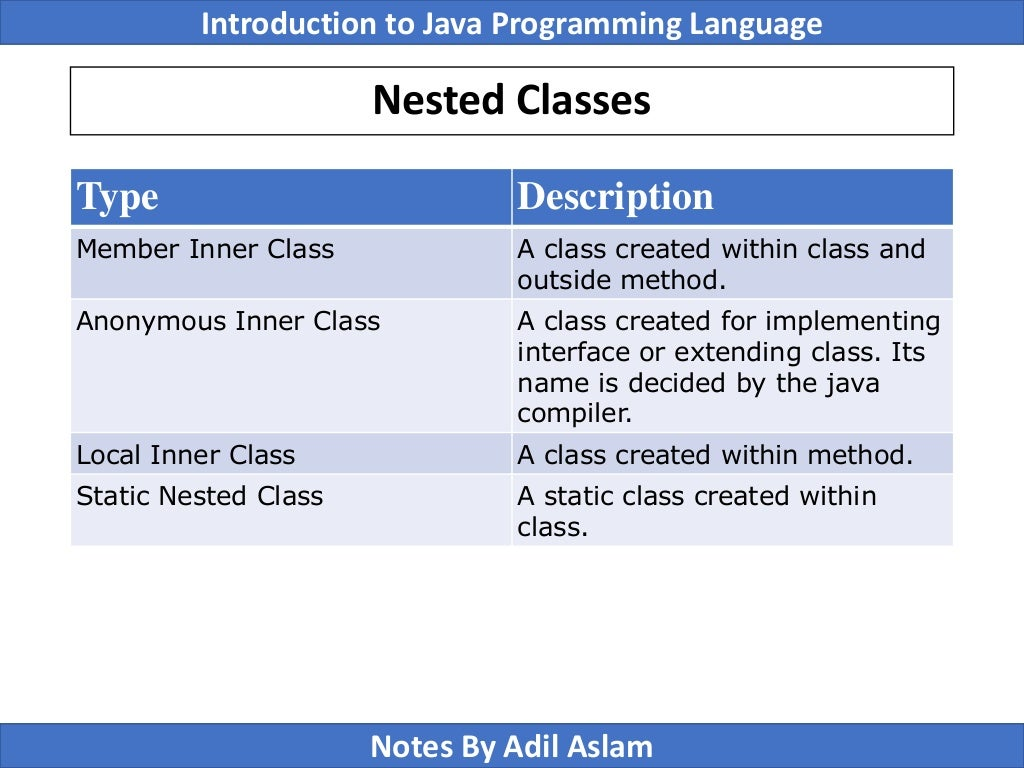 Introduction to Java Programming Language
Nested Classes
Type
Description
Member Inner Class
A class created within class and
outside method.
Anonymous Inner Class
A class created for implementing
interface or extending class. Its
name is decided by the java
compiler.
Local Inner Class
A class created within method.
Static Nested Class
A static class created within
class.
Notes By Adil Aslam